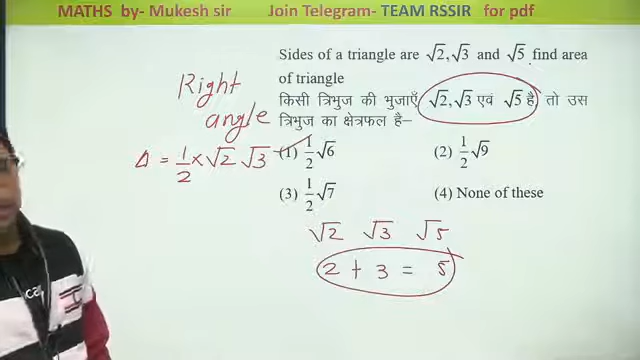 MATHS by- Mukesh sir Join Telegram- TEAM RSSIR for pdf
Sides of a triangle are √2, √3 and √5 find area
of triangle
किसी त्रिभुज की भुजाएँ √2, √3 एवं √5 है, तो उस
त्रिभुज का क्षेत्रफल है–
Right
angle
Δ = 1/2 × √2 √3
(1) 1/2 √6 (2) 1/2 √9
(3) 1/2 √7 (4) None of these
√2 √3 √5
2 + 3 = 5